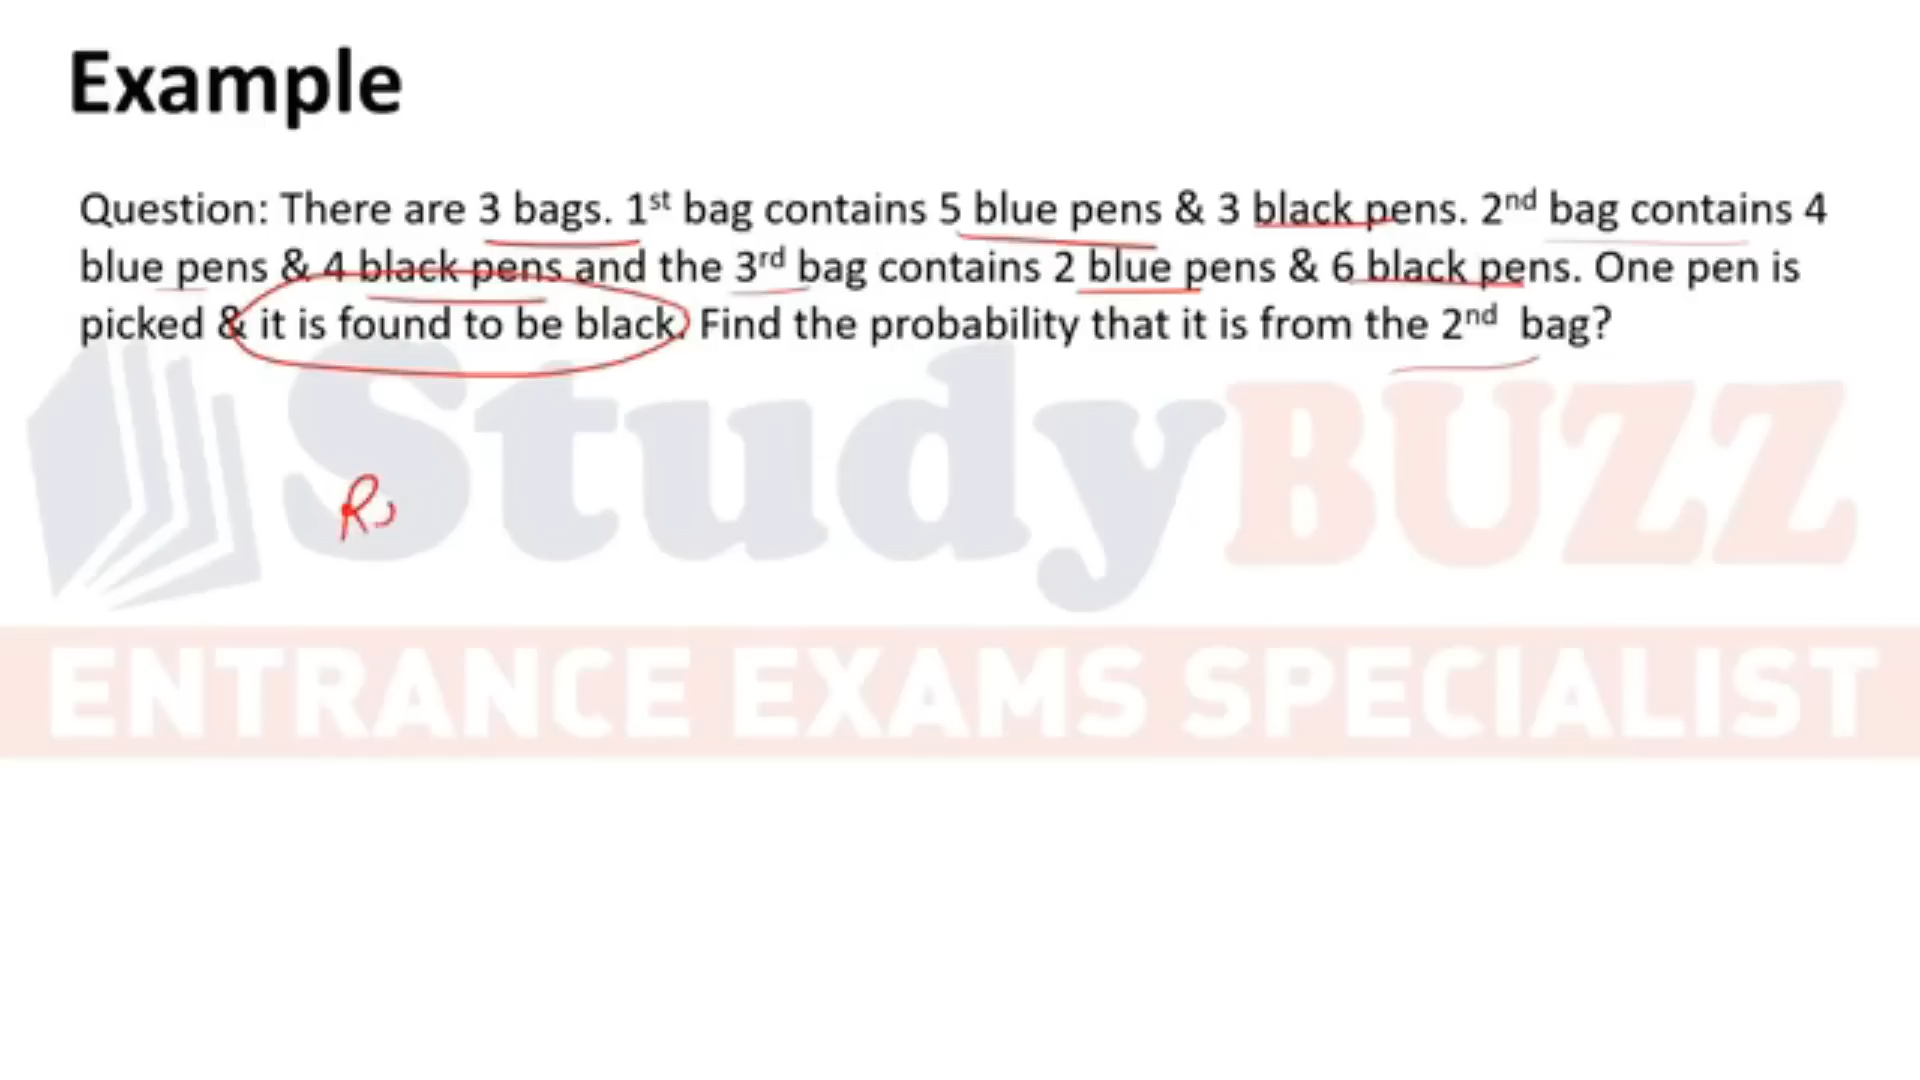 Example
Question: There are 3 bags. 1st bag contains 5 blue pens & 3 black pens. 2nd bag contains 4
blue pens & 4 black pens and the 3rd bag contains 2 blue pens & 6 black pens. One pen is
picked & it is found to be black. Find the probability that it is from the 2nd bag?
StudyBUZZ
R
ENTRANCE EXAMS SPECIALIST